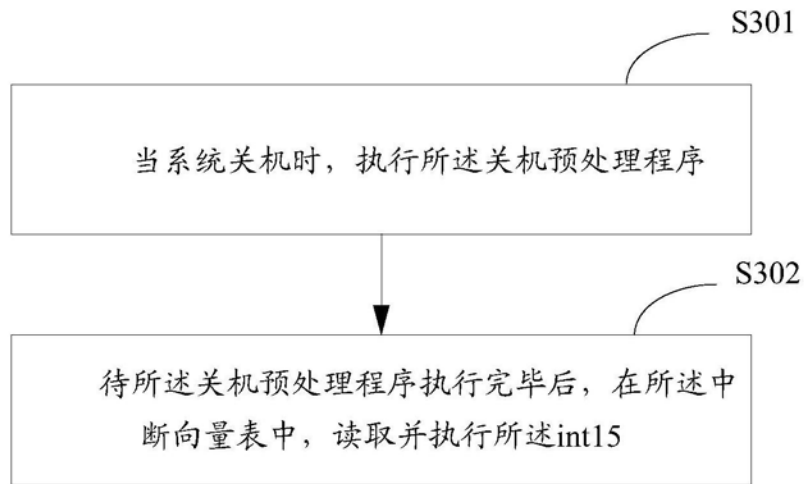 S301
当系统关机时，执行所述关机预处理程序
S302
待所述关机预处理程序执行完毕后，在所述中
断向量表中，读取并执行所述int15